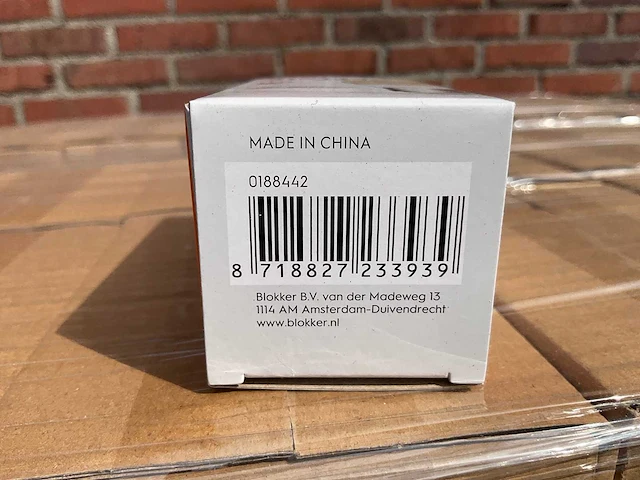 MADE IN CHINA
0188442
8 718827 233939
Blokker B.V. van der Madeweg 13
1114 AM Amsterdam-Duivendrecht
www.blokker.nl